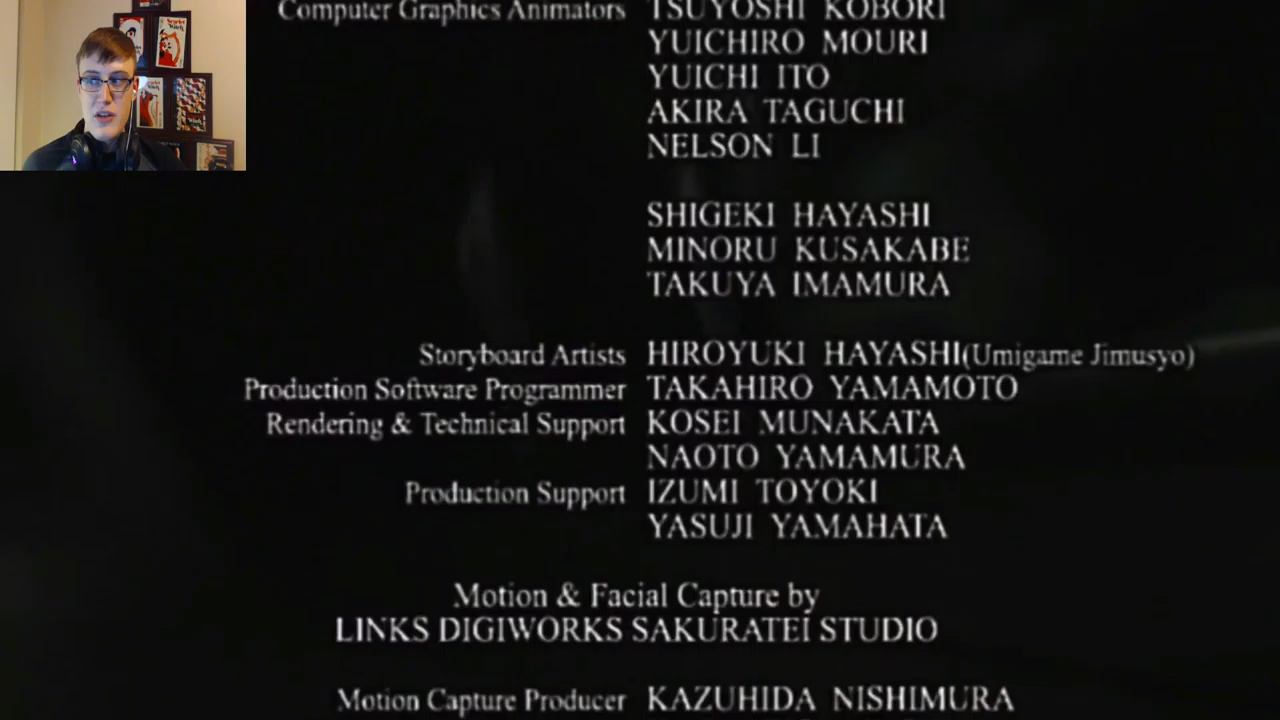 Computer Graphics Animators TSUYOSHI KOBORI
YUICHIRO MOURI
YUICHI ITO
AKIRA TAGUCHI
NELSON LI
SHIGEKI HAYASHI
MINORU KUSAKABE
TAKUYA IMAMURA
Storyboard Artists HIROYUKI HAYASHI(Umigame Jimusyo)
Production Software Programmer TAKAHIRO YAMAMOTO
Rendering & Technical Support KOSEI MUNAKATA
NAOTO YAMAMURA
Production Support IZUMI TOYOKI
YASUJI YAMAHATA
Motion & Facial Capture by
LINKS DIGIWORKS SAKURATEI STUDIO
Motion Capture Producer KAZUHIDA NISHIMURA